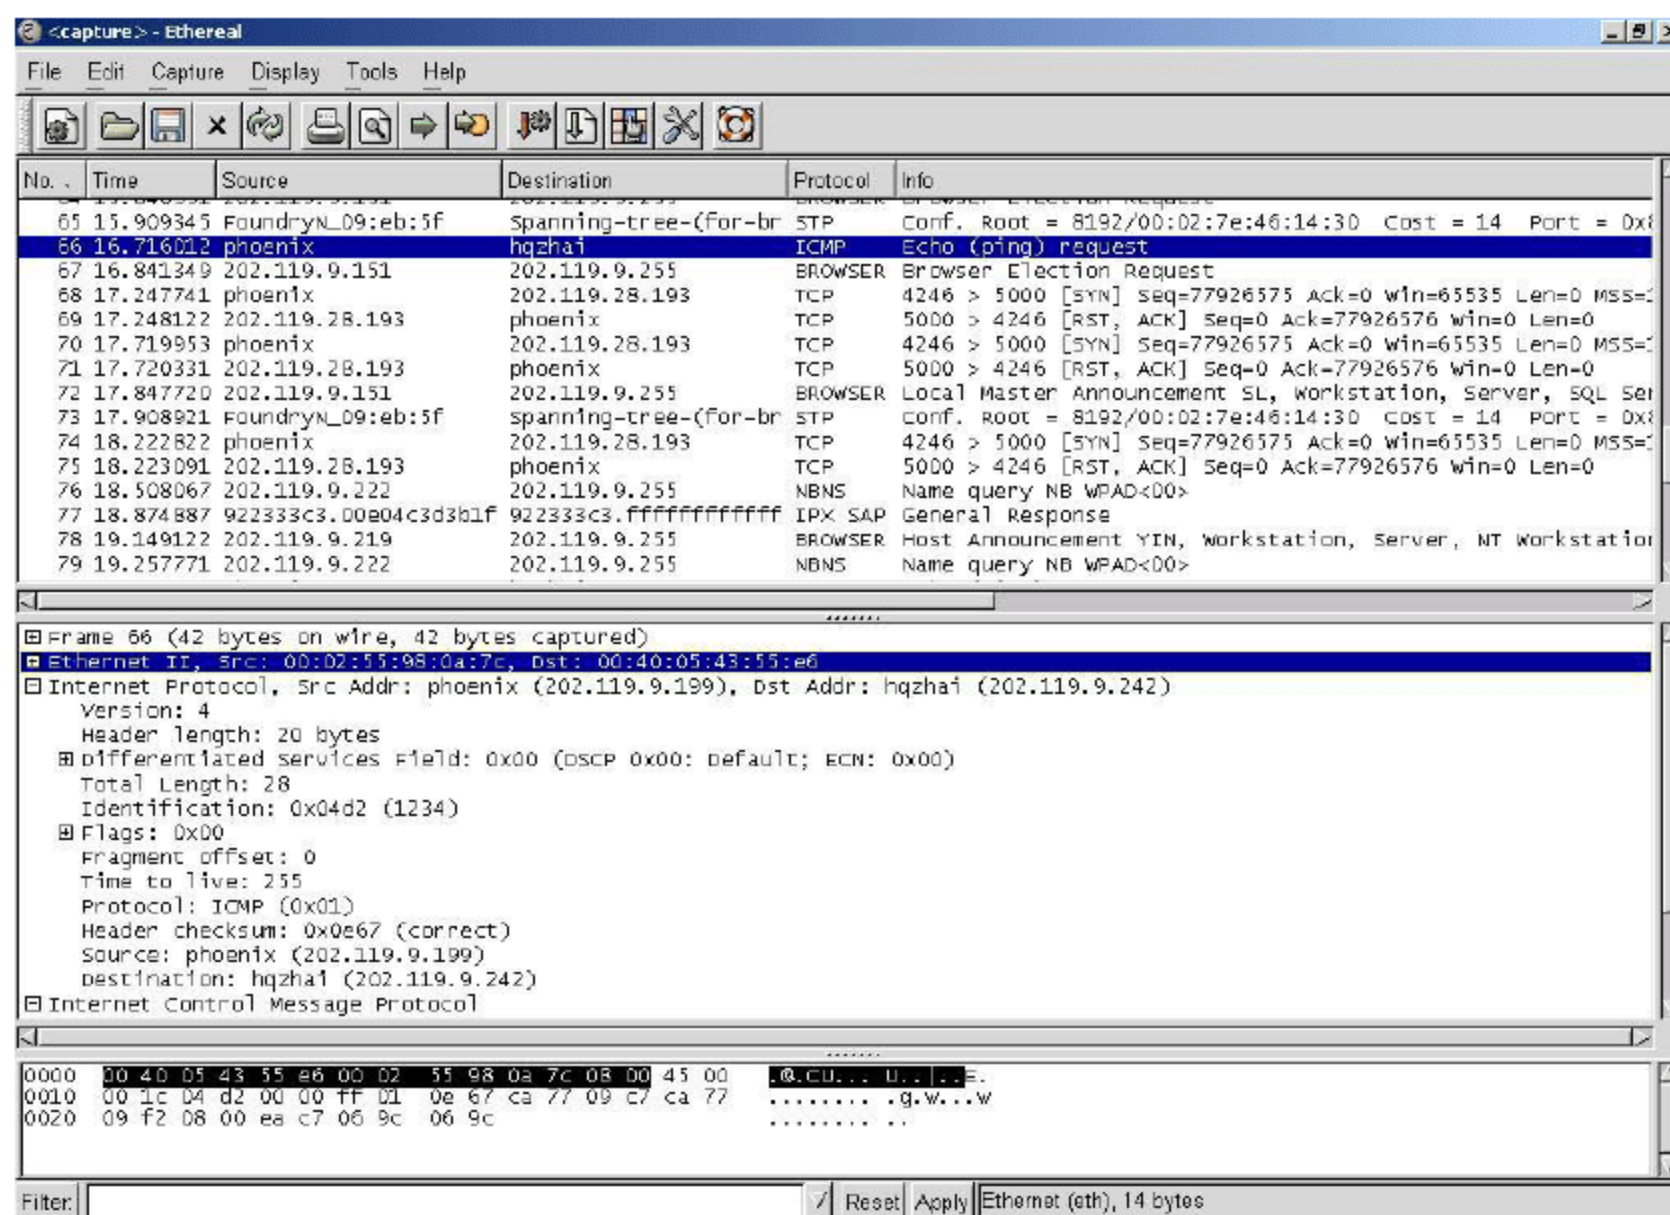 <capture> - Ethereal
File Edit Capture Display Tools Help
No. Time Source Destination Protocol Info
65 15.909345 FoundryN_09:eb:5f Spanning-tree-(for-br STP Conf. Root = 8192/00:02:7e:46:14:30 Cost = 14 Port = 0x8
66 16.716012 phoenix hqzhai ICMP Echo (ping) request
67 16.841349 202.119.9.151 202.119.9.255 BROWSER Browser Election Request
68 17.247741 phoenix 202.119.28.193 TCP 4246 > 5000 [SYN] Seq=77926575 Ack=0 Win=65535 Len=0 MSS=
69 17.248122 202.119.28.193 phoenix TCP 5000 > 4246 [RST, ACK] Seq=0 Ack=77926576 Win=0 Len=0
70 17.719953 phoenix 202.119.28.193 TCP 4246 > 5000 [SYN] Seq=77926575 Ack=0 Win=65535 Len=0 MSS=
71 17.720331 202.119.28.193 phoenix TCP 5000 > 4246 [RST, ACK] Seq=0 Ack=77926576 Win=0 Len=0
72 17.847720 202.119.9.151 202.119.9.255 BROWSER Local Master Announcement SL, Workstation, Server, SQL Ser
73 17.908921 FoundryN_09:eb:5f Spanning-tree-(for-br STP Conf. Root = 8192/00:02:7e:46:14:30 Cost = 14 Port = 0x8
74 18.222822 phoenix 202.119.28.193 TCP 4246 > 5000 [SYN] Seq=77926575 Ack=0 Win=65535 Len=0 MSS=
75 18.223091 202.119.28.193 phoenix TCP 5000 > 4246 [RST, ACK] Seq=0 Ack=77926576 Win=0 Len=0
76 18.508067 202.119.9.222 202.119.9.255 NBNS Name query NB WPAD<00>
77 18.874887 922333c3.00e04c3d3b1f 922333c3.ffffffffffff IPX SAP General Response
78 19.149122 202.119.9.219 202.119.9.255 BROWSER Host Announcement YIN, Workstation, Server, NT Workstation
79 19.257771 202.119.9.222 202.119.9.255 NBNS Name query NB WPAD<00>
Frame 66 (42 bytes on wire, 42 bytes captured)
Ethernet II, Src: 00:02:55:98:0a:7c, Dst: 00:40:05:43:55:e6
Internet Protocol, Src Addr: phoenix (202.119.9.199), Dst Addr: hqzhai (202.119.9.242)
Version: 4
Header length: 20 bytes
Differentiated Services Field: 0x00 (DSCP 0x00: Default; ECN: 0x00)
Total Length: 28
Identification: 0x04d2 (1234)
Flags: 0x00
Fragment offset: 0
Time to live: 255
Protocol: ICMP (0x01)
Header checksum: 0x0e67 (correct)
Source: phoenix (202.119.9.199)
Destination: hqzhai (202.119.9.242)
Internet Control Message Protocol
0000 00 40 05 43 55 e6 00 02 55 98 0a 7c 08 00 45 00 .@.CU... U..|..E.
0010 00 1c 04 d2 00 00 ff 01 0e 67 ca 77 09 c7 ca 77 ........ .g.w...w
0020 09 f2 08 00 ea c7 06 9c 06 9c ........ ..
Filter: Reset Apply Ethernet (eth), 14 bytes